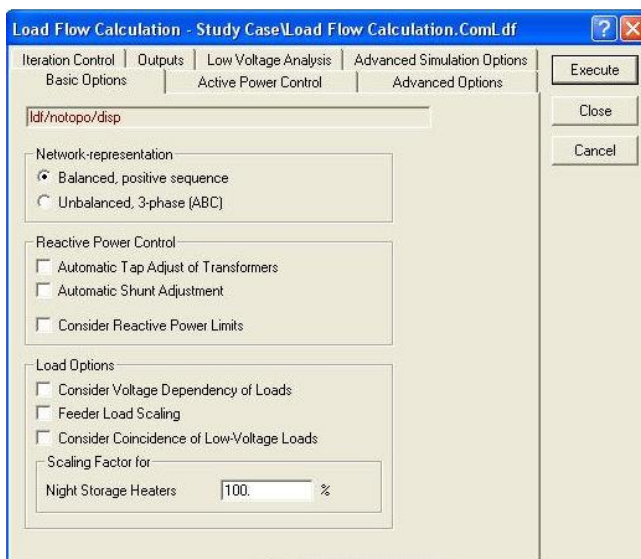 Load Flow Calculation - Study Case\Load Flow Calculation.ComLdf
Iteration Control Outputs Low Voltage Analysis Advanced Simulation Options
Basic Options Active Power Control Advanced Options
Execute
Close
Cancel
ldf/notopo/disp
Network-representation
Balanced, positive sequence
Unbalanced, 3-phase (ABC)
Reactive Power Control
Automatic Tap Adjust of Transformers
Automatic Shunt Adjustment
Consider Reactive Power Limits
Load Options
Consider Voltage Dependency of Loads
Feeder Load Scaling
Consider Coincidence of Low-Voltage Loads
Scaling Factor for
Night Storage Heaters 100. %